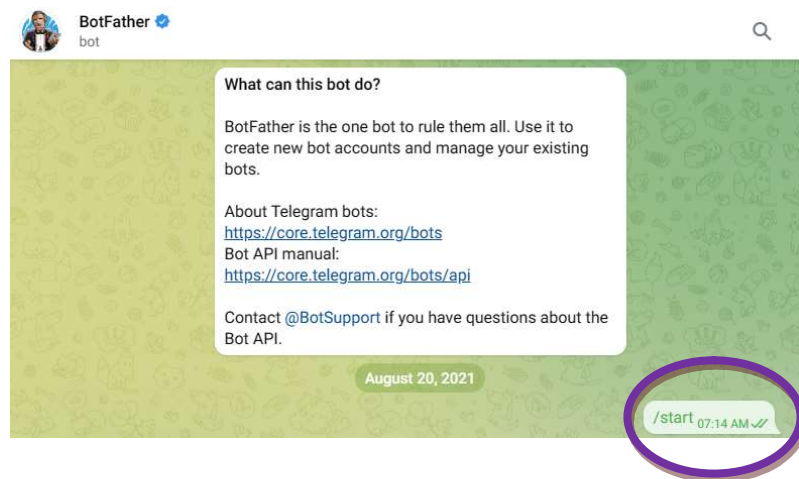 BotFather
bot
What can this bot do?
BotFather is the one bot to rule them all. Use it to
create new bot accounts and manage your existing
bots.
About Telegram bots:
https://core.telegram.org/bots
Bot API manual:
https://core.telegram.org/bots/api
Contact @BotSupport if you have questions about the
Bot API.
August 20, 2021
/start 07:14 AM